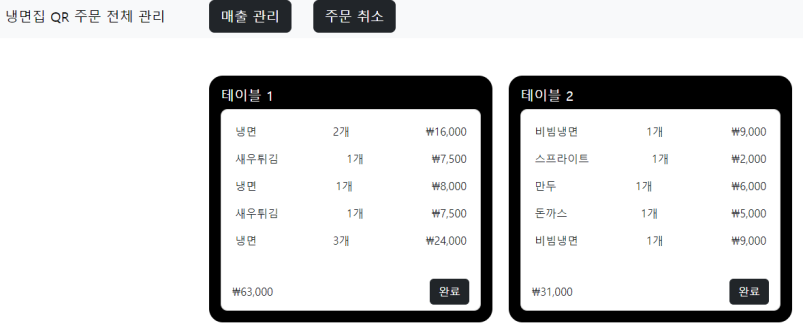 냉면집 QR 주문 전체 관리 매출 관리 주문 취소
테이블 1
냉면 2개 ₩16,000
새우튀김 1개 ₩7,500
냉면 1개 ₩8,000
새우튀김 1개 ₩7,500
냉면 3개 ₩24,000
₩63,000 완료
테이블 2
비빔냉면 1개 ₩9,000
스프라이트 1개 ₩2,000
만두 1개 ₩6,000
돈까스 1개 ₩5,000
비빔냉면 1개 ₩9,000
₩31,000 완료